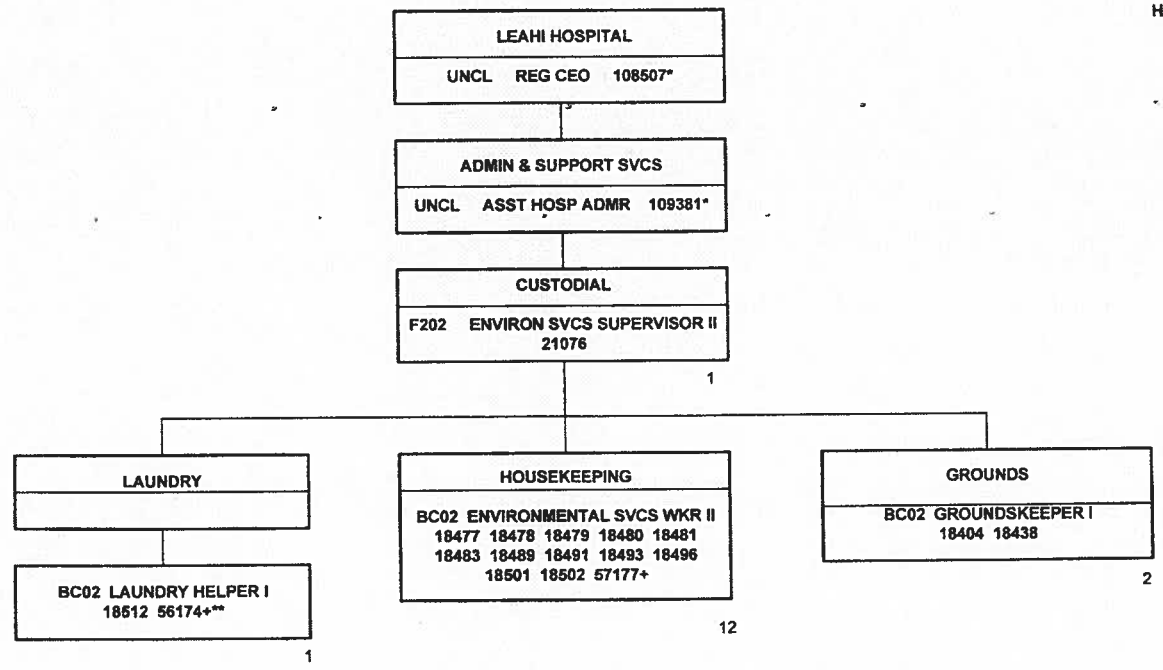 H
LEAHI HOSPITAL
UNCL REG CEO 108507*
ADMIN & SUPPORT SVCS
UNCL ASST HOSP ADMR 109381*
CUSTODIAL
F202 ENVIRON SVCS SUPERVISOR II
21076
1
LAUNDRY
BC02 LAUNDRY HELPER I
18512 56174+**
1
HOUSEKEEPING
BC02 ENVIRONMENTAL SVCS WKR II
18477 18478 18479 18480 18481
18483 18489 18491 18493 18496
18501 18502 57177+
12
GROUNDS
BC02 GROUNDSKEEPER I
18404 18438
2